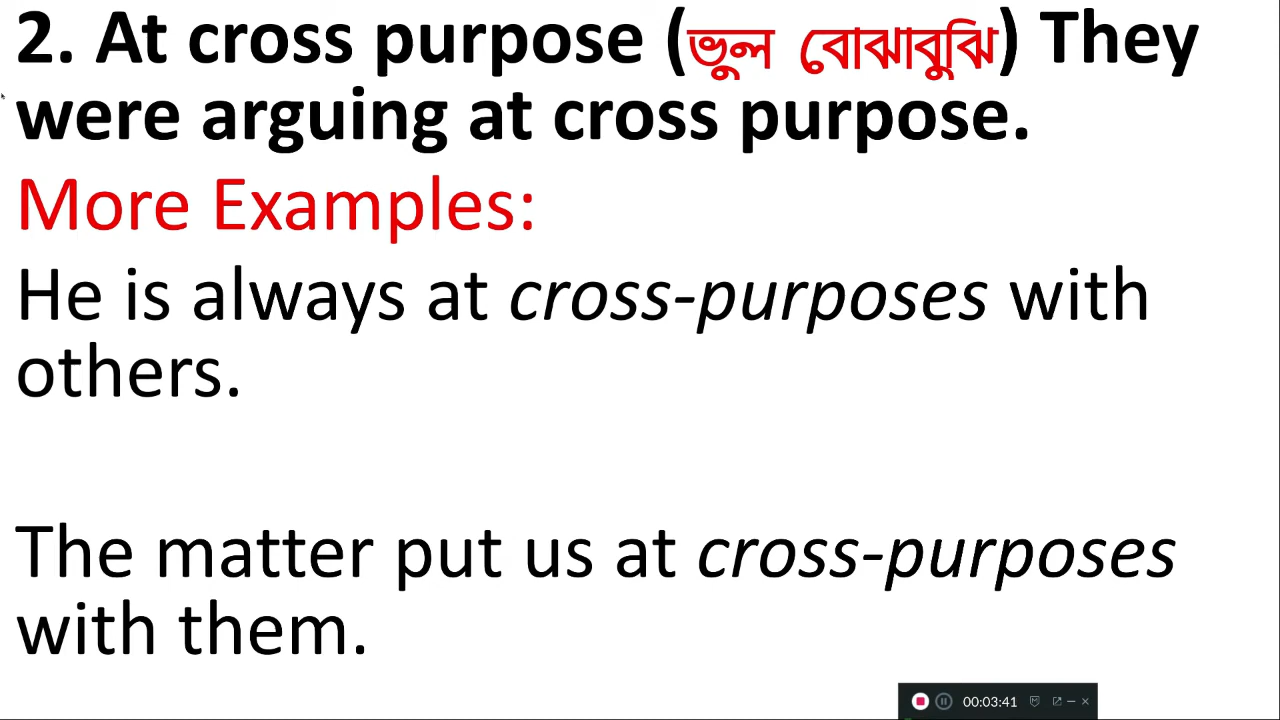 2. At cross purpose (ভুল বোঝাবুঝি) They
were arguing at cross purpose.
More Examples:
He is always at cross-purposes with
others.
The matter put us at cross-purposes
with them.
00:03:41